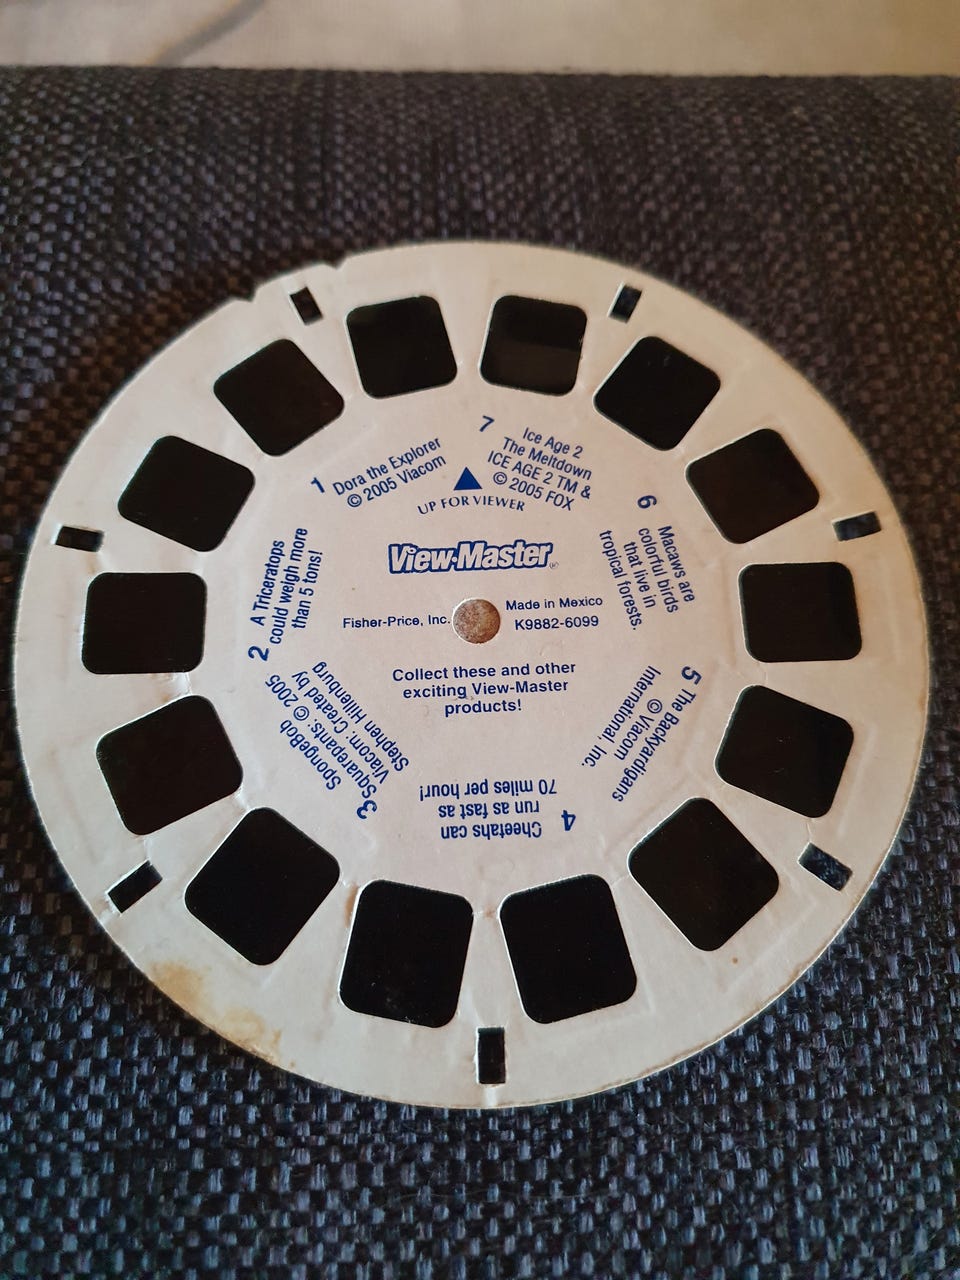 1
Dora the Explorer
© 2005 Viacom
7
Ice Age 2
The Meltdown
ICE AGE 2 TM &
© 2005 FOX
UP FOR VIEWER
View-Master®
Fisher-Price, Inc.
Made in Mexico
K9882-6099
Collect these and other
exciting View-Master
products!
2
A Triceratops
could weigh more
than 5 tons!
3
SpongeBob
Squarepants: © 2005
Viacom: Created by
Stephen Hillenburg
4
Cheetahs can
run as fast as
70 miles per hour!
5
The Backyardigans
© Viacom
International, Inc.
6
Macaws are
colorful birds
that live in
tropical forests.